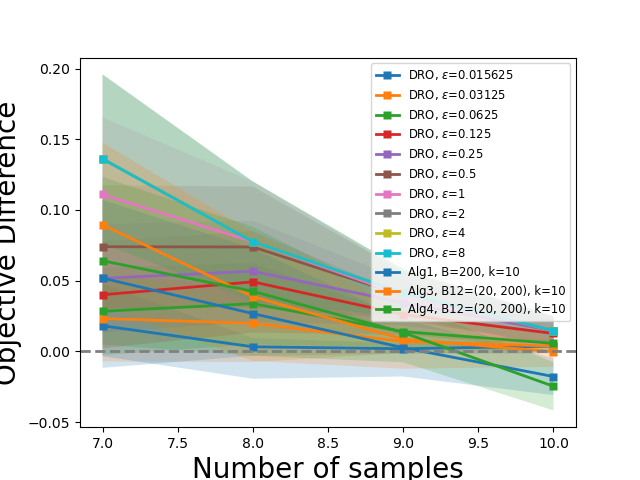 0.20
0.15
0.10
0.05
0.00
−0.05
Objective Difference
7.0 7.5 8.0 8.5 9.0 9.5 10.0
Number of samples
DRO, ε=0.015625
DRO, ε=0.03125
DRO, ε=0.0625
DRO, ε=0.125
DRO, ε=0.25
DRO, ε=0.5
DRO, ε=1
DRO, ε=2
DRO, ε=4
DRO, ε=8
Alg1, B=200, k=10
Alg3, B12=(20, 200), k=10
Alg4, B12=(20, 200), k=10